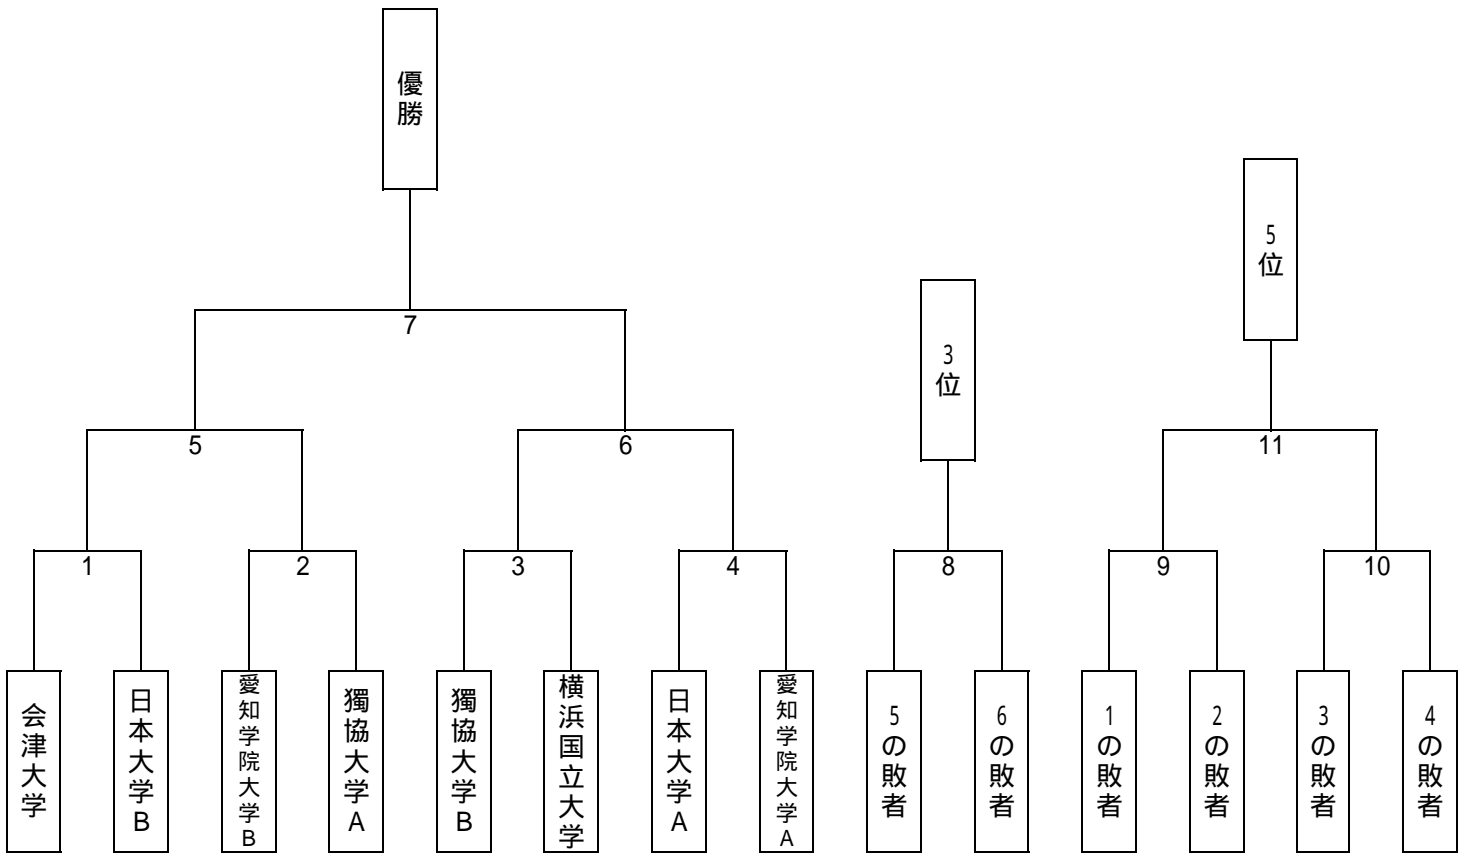 優勝
5位
3位
7
5
6
11
1
2
3
4
8
9
10
会津大学
日本大学B
愛知学院大学B
獨協大学A
獨協大学B
横浜国立大学
日本大学A
愛知学院大学A
5の敗者
6の敗者
1の敗者
2の敗者
3の敗者
4の敗者